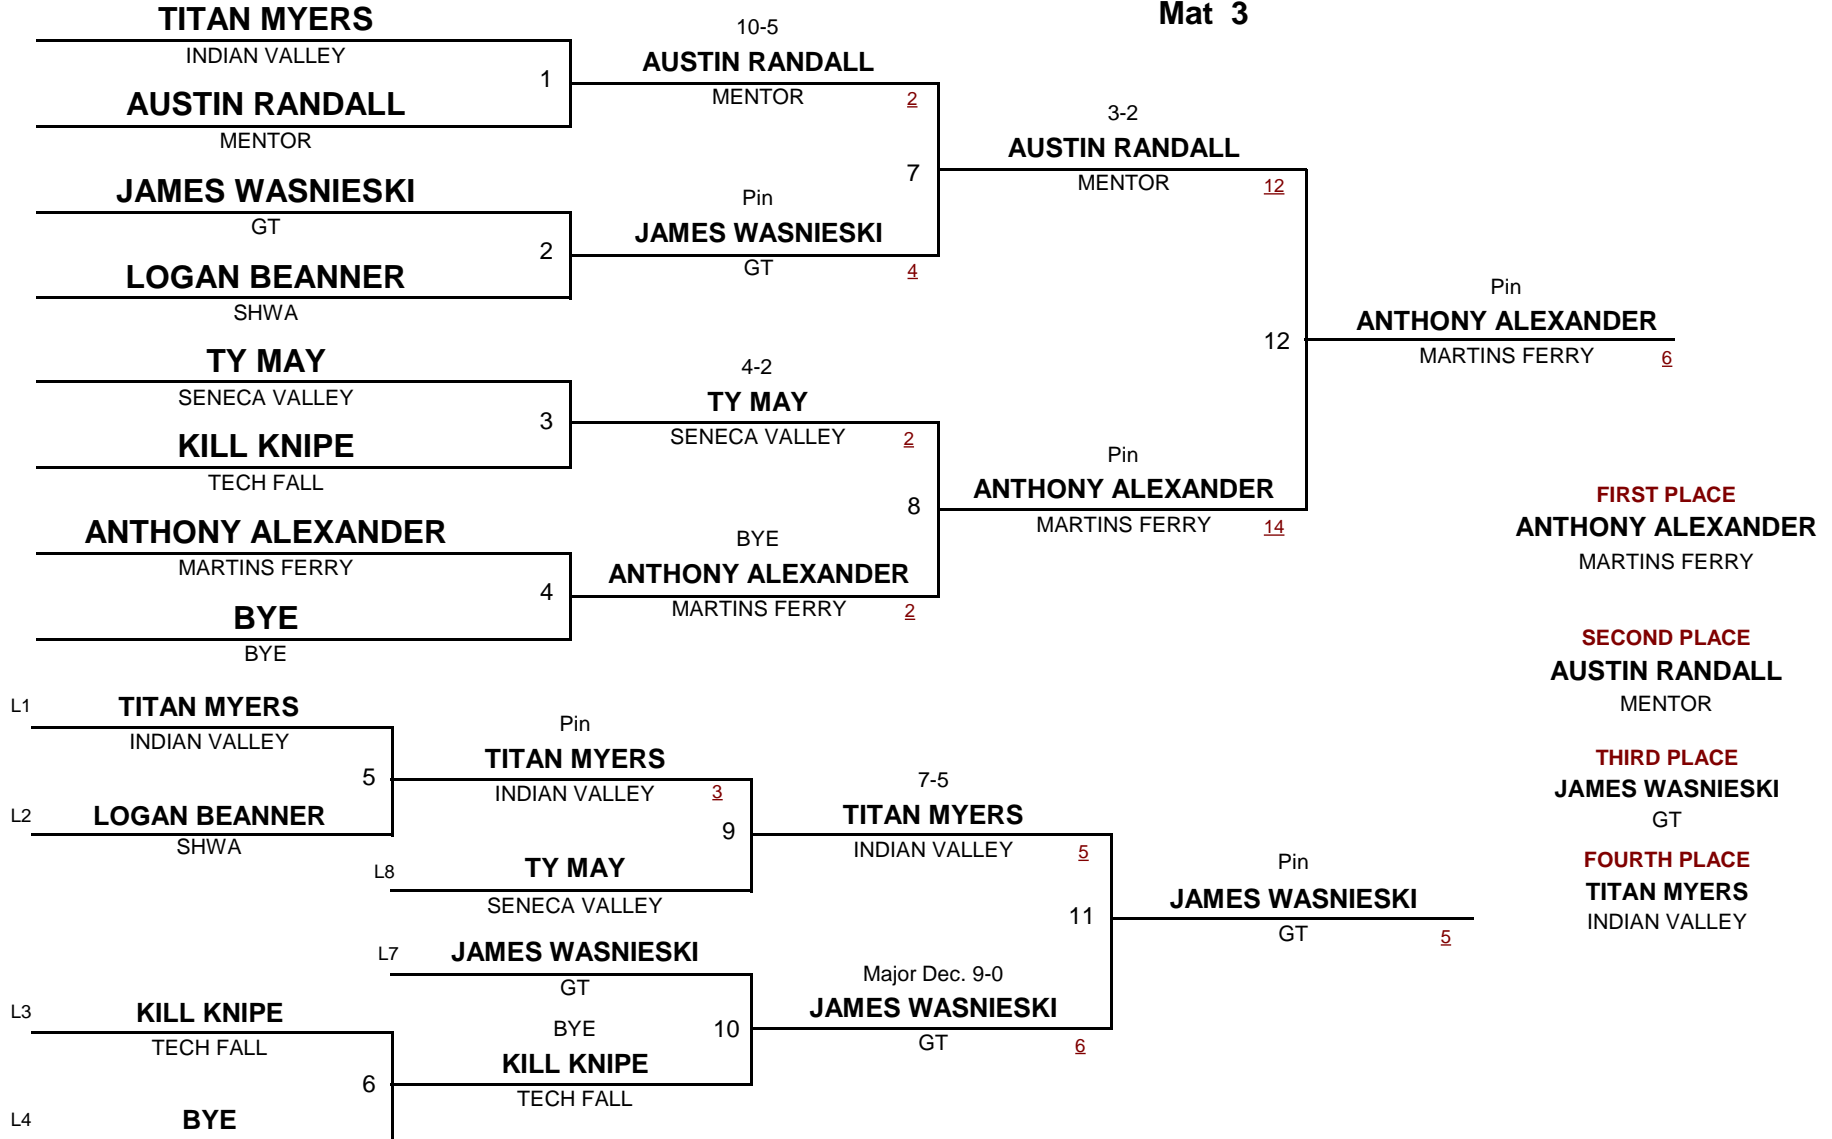 Mat 3
TITAN MYERS
INDIAN VALLEY
1
AUSTIN RANDALL
MENTOR
10-5
AUSTIN RANDALL
MENTOR
2
JAMES WASNIESKI
GT
2
LOGAN BEANNER
SHWA
Pin
JAMES WASNIESKI
GT
4
7
3-2
AUSTIN RANDALL
MENTOR
12
TY MAY
SENECA VALLEY
3
KILL KNIPE
TECH FALL
4-2
TY MAY
SENECA VALLEY
2
ANTHONY ALEXANDER
MARTINS FERRY
4
BYE
BYE
BYE
ANTHONY ALEXANDER
MARTINS FERRY
2
8
Pin
ANTHONY ALEXANDER
MARTINS FERRY
14
12
Pin
ANTHONY ALEXANDER
MARTINS FERRY
6
FIRST PLACE
ANTHONY ALEXANDER
MARTINS FERRY
SECOND PLACE
AUSTIN RANDALL
MENTOR
THIRD PLACE
JAMES WASNIESKI
GT
FOURTH PLACE
TITAN MYERS
INDIAN VALLEY
L1
TITAN MYERS
INDIAN VALLEY
5
L2
LOGAN BEANNER
SHWA
Pin
TITAN MYERS
INDIAN VALLEY
3
9
L8
TY MAY
SENECA VALLEY
7-5
TITAN MYERS
INDIAN VALLEY
5
L7
JAMES WASNIESKI
GT
L3
KILL KNIPE
TECH FALL
6
L4
BYE
BYE
KILL KNIPE
TECH FALL
10
Major Dec. 9-0
JAMES WASNIESKI
GT
6
11
Pin
JAMES WASNIESKI
GT
5